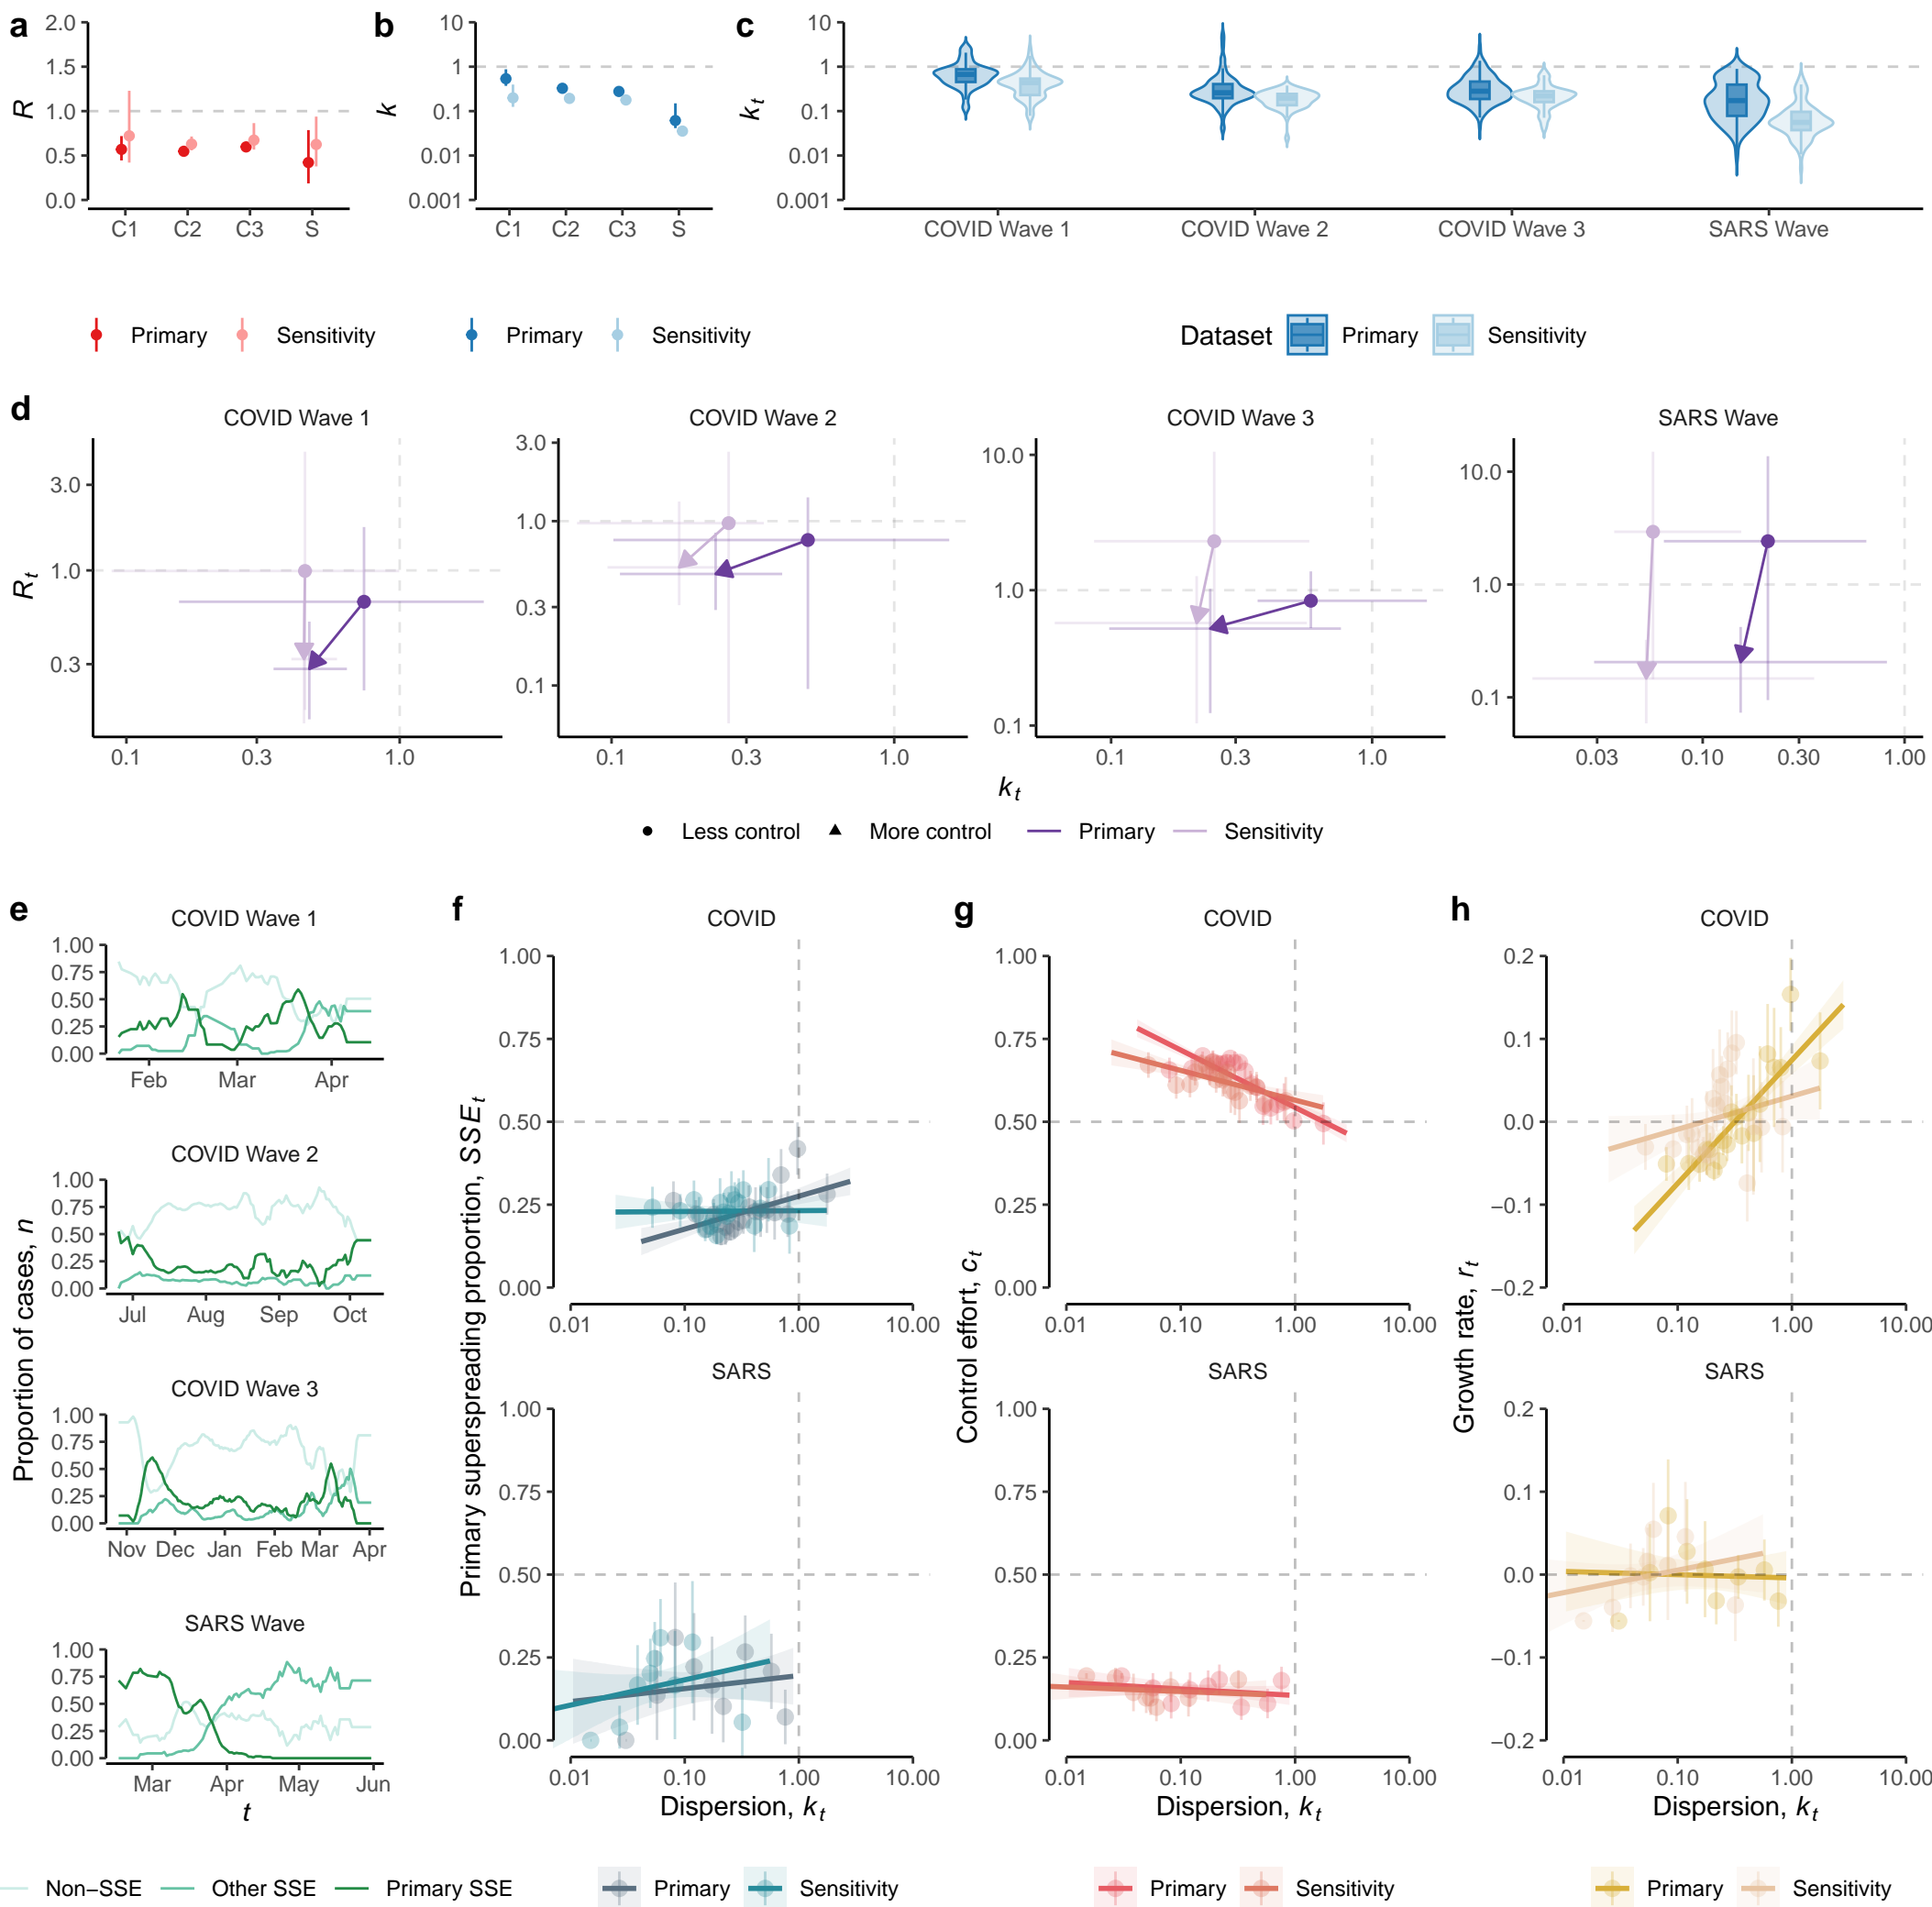 a
2.0
1.5
1.0
0.5
0.0
R
C1 C2 C3 S
Primary Sensitivity
b
10
1
0.1
0.01
0.001
k
C1 C2 C3 S
Primary Sensitivity
c
10
1
0.1
0.01
0.001
k t
COVID Wave 1 COVID Wave 2 COVID Wave 3 SARS Wave
Dataset Primary Sensitivity
d
R t
COVID Wave 1
3.0
1.0
0.3
0.1 0.3 1.0
COVID Wave 2
3.0
1.0
0.3
0.1
0.1 0.3 1.0
COVID Wave 3
10.0
1.0
0.1
0.1 0.3 1.0
SARS Wave
10.0
1.0
0.1
0.03 0.10 0.30 1.00
k t
Less control More control Primary Sensitivity
e
Proportion of cases, n
COVID Wave 1
1.00
0.75
0.50
0.25
0.00
Feb Mar Apr
COVID Wave 2
1.00
0.75
0.50
0.25
0.00
Jul Aug Sep Oct
COVID Wave 3
1.00
0.75
0.50
0.25
0.00
Nov Dec Jan Feb Mar Apr
SARS Wave
1.00
0.75
0.50
0.25
0.00
Mar Apr May Jun
t
Non−SSE Other SSE Primary SSE
f
Primary superspreading proportion, SSE t
COVID
1.00
0.75
0.50
0.25
0.00
0.01 0.10 1.00 10.00
SARS
1.00
0.75
0.50
0.25
0.00
0.01 0.10 1.00 10.00
Dispersion, k t
Primary Sensitivity
g
Control effort, c t
COVID
1.00
0.75
0.50
0.25
0.00
0.01 0.10 1.00 10.00
SARS
1.00
0.75
0.50
0.25
0.00
0.01 0.10 1.00 10.00
Dispersion, k t
Primary Sensitivity
h
Growth rate, r t
COVID
0.2
0.1
0.0
−0.1
−0.2
0.01 0.10 1.00 10.00
SARS
0.2
0.1
0.0
−0.1
−0.2
0.01 0.10 1.00 10.00
Dispersion, k t
Primary Sensitivity